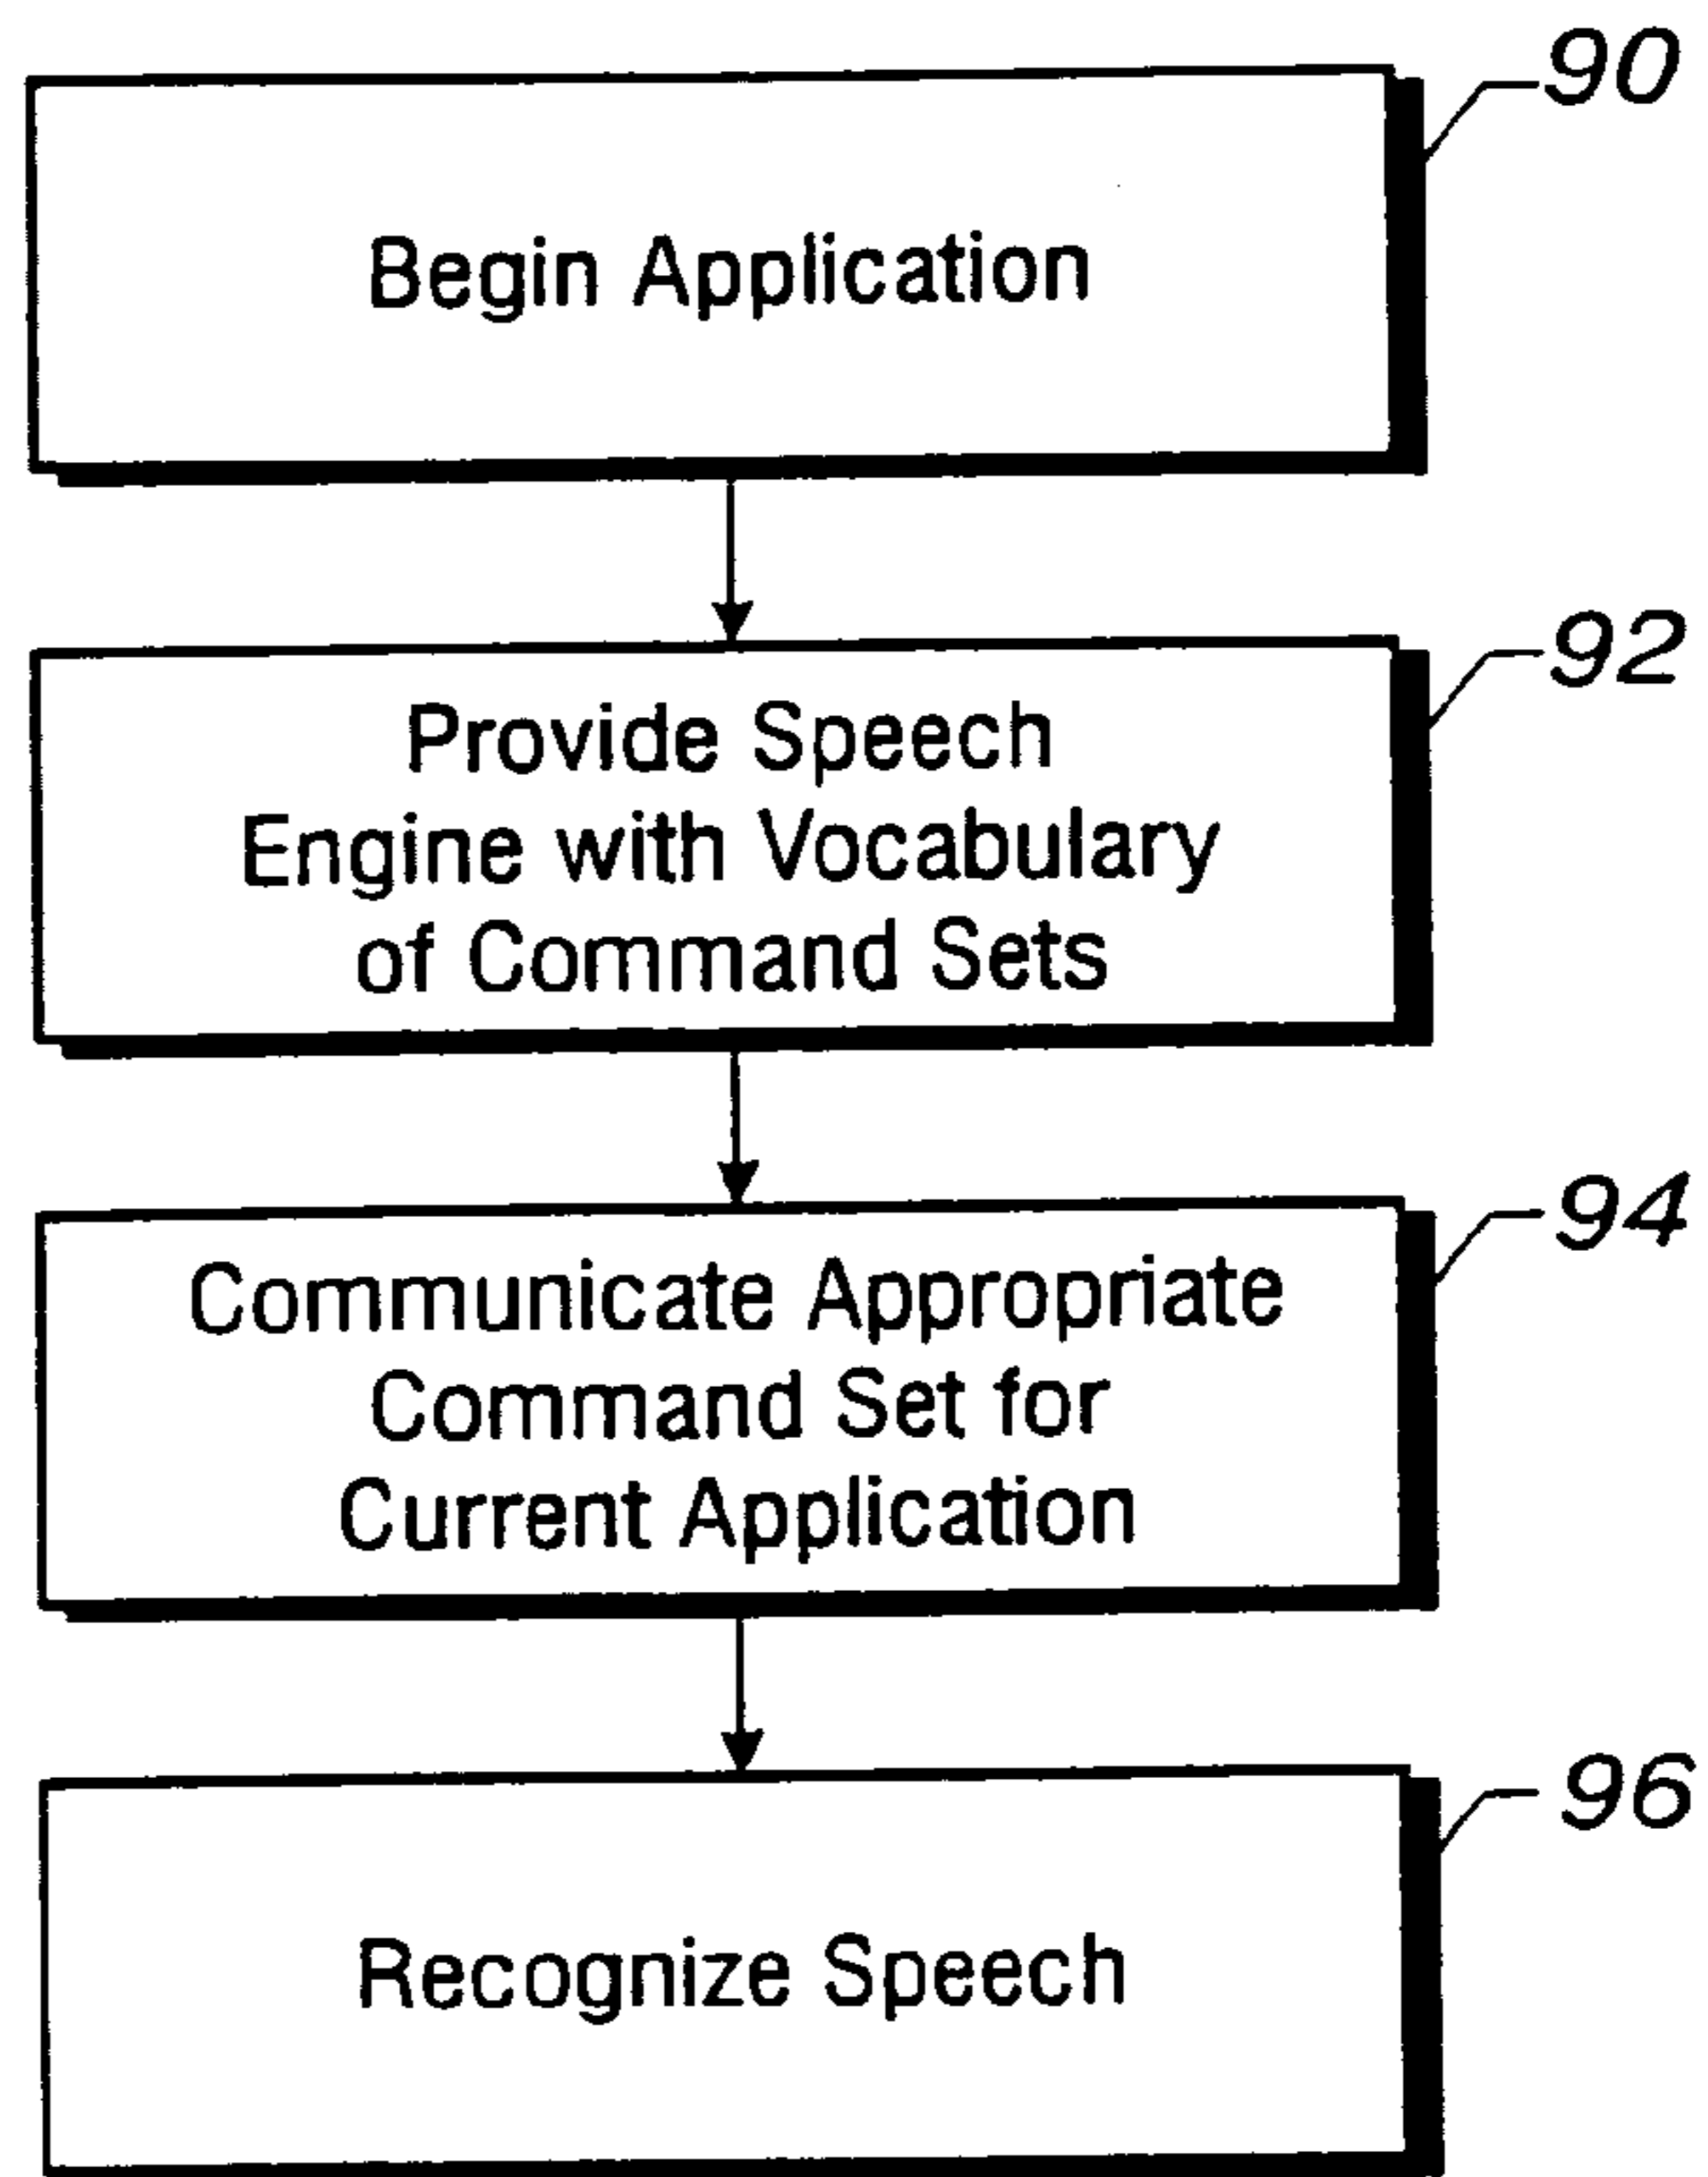 90
Begin Application
92
Provide Speech
Engine with Vocabulary
of Command Sets
94
Communicate Appropriate
Command Set for
Current Application
96
Recognize Speech